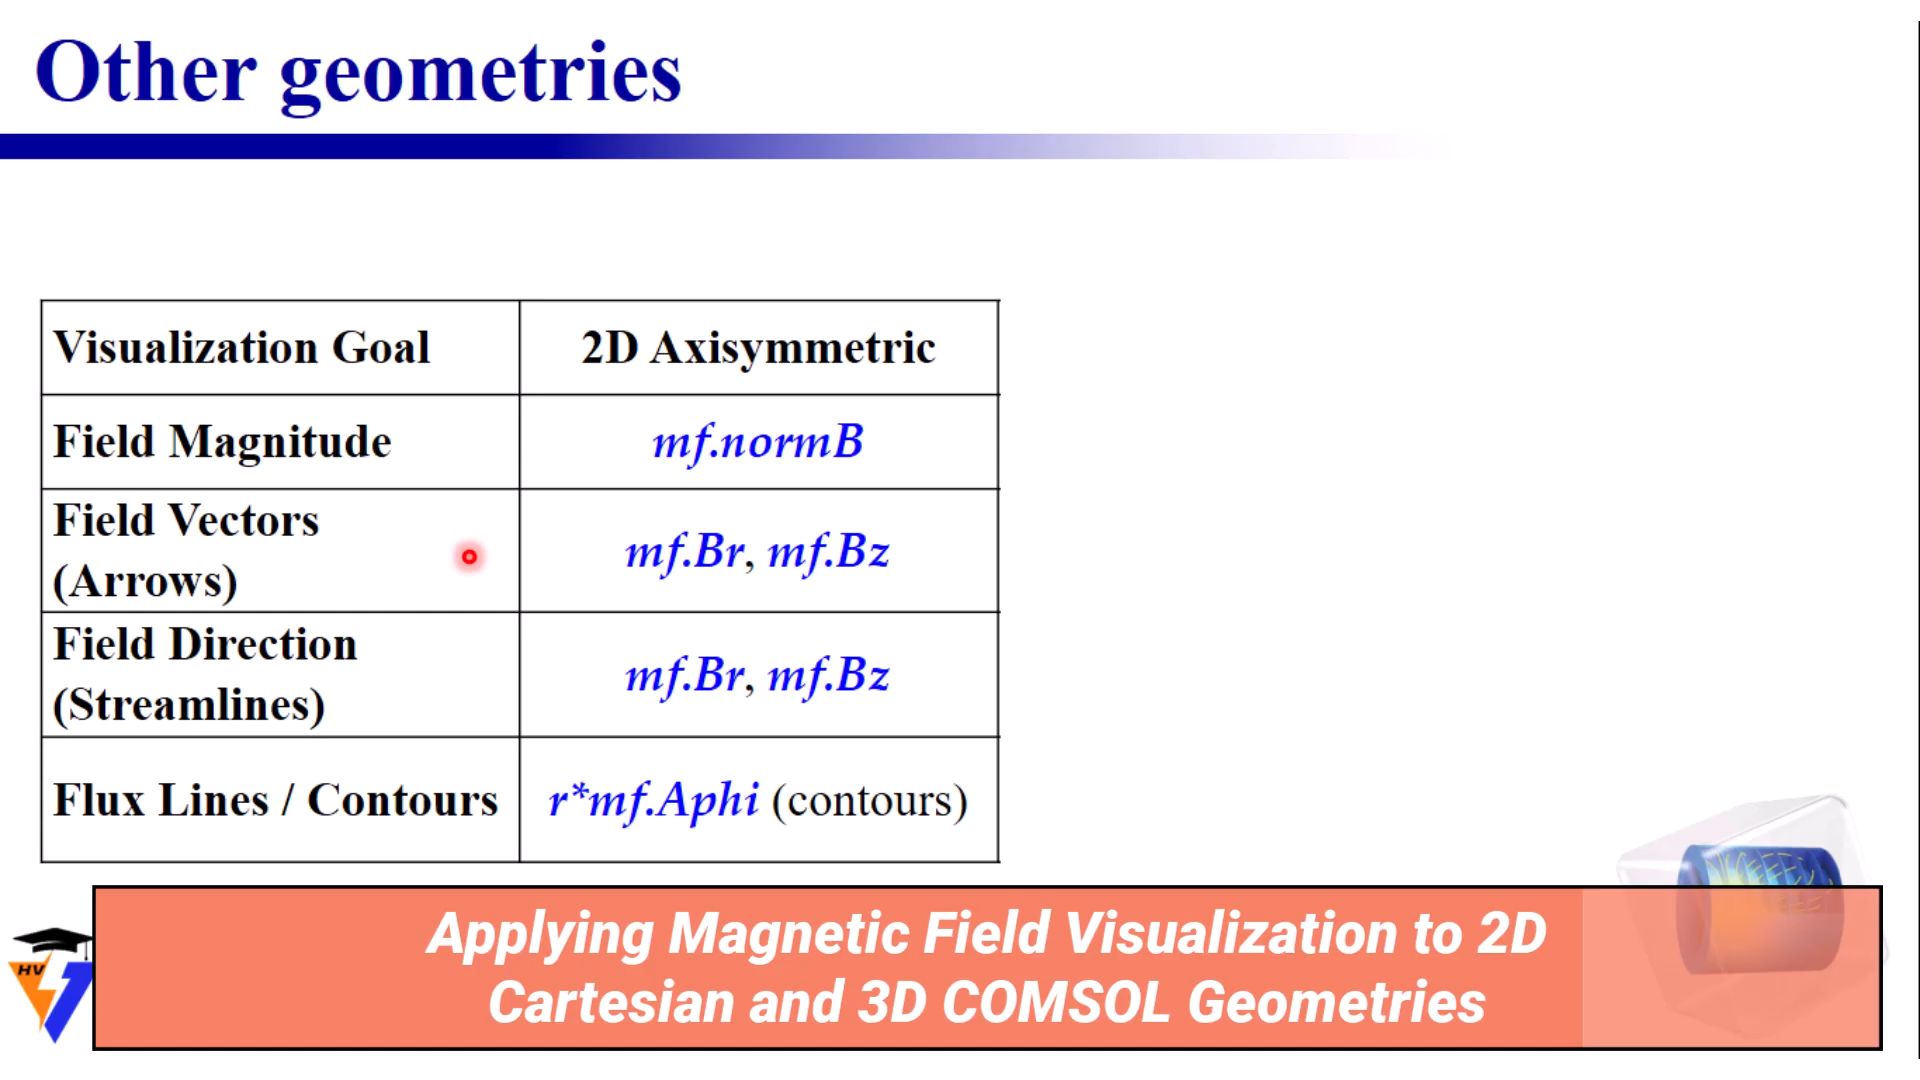 Other geometries
Visualization Goal
2D Axisymmetric
Field Magnitude
mf.normB
Field Vectors
(Arrows)
mf.Br, mf.Bz
Field Direction
(Streamlines)
mf.Br, mf.Bz
Flux Lines / Contours
r*mf.Aphi (contours)
HV
Applying Magnetic Field Visualization to 2D
Cartesian and 3D COMSOL Geometries